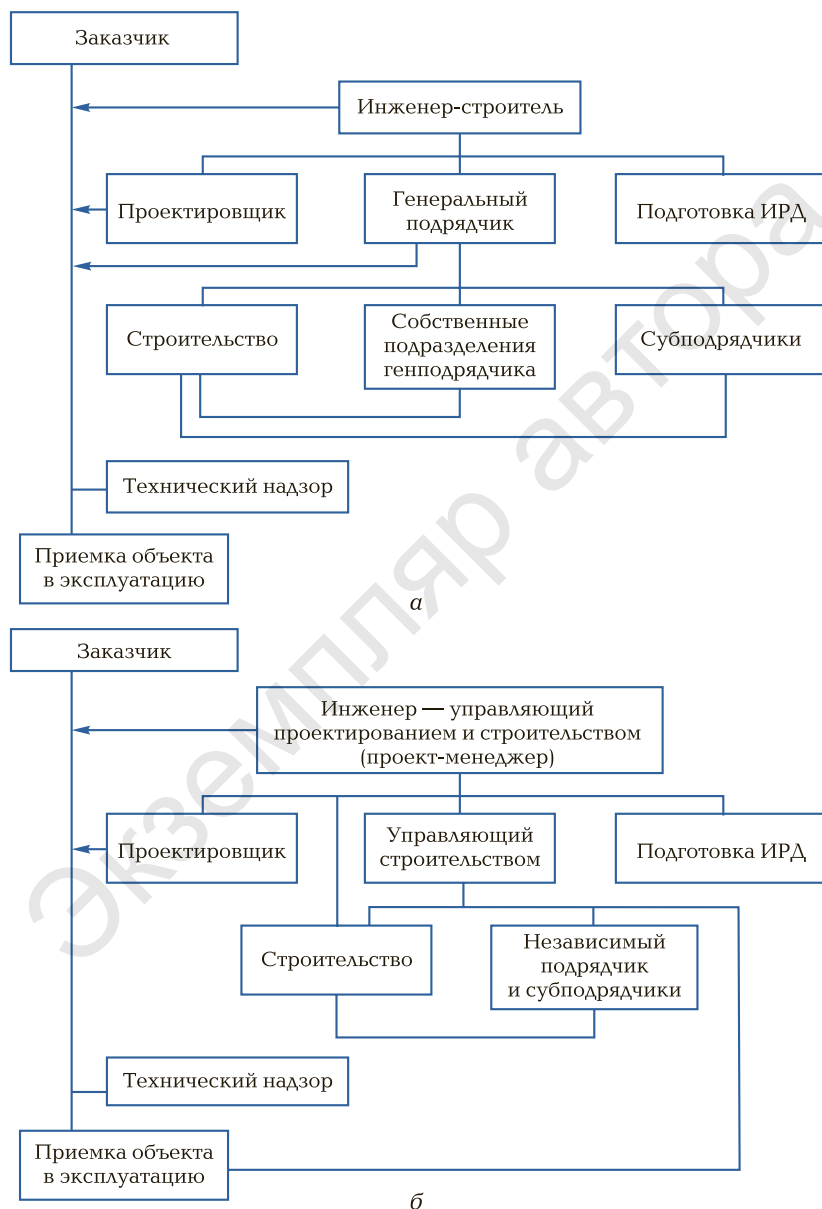 Заказчик
Инженер-строитель
Проектировщик
Генеральный
подрядчик
Подготовка ИРД
Строительство
Собственные
подразделения
генподрядчика
Субподрядчики
Технический надзор
Приемка объекта
в эксплуатацию
а
Заказчик
Инженер — управляющий
проектированием и строительством
(проект-менеджер)
Проектировщик
Управляющий
строительством
Подготовка ИРД
Строительство
Независимый
подрядчик
и субподрядчики
Технический надзор
Приемка объекта
в эксплуатацию
б
Экземпляр автора